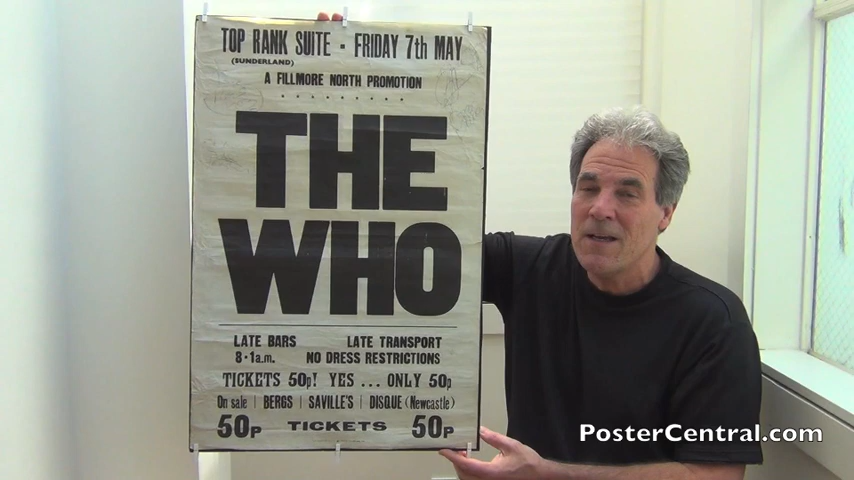 TOP RANK SUITE - FRIDAY 7th MAY
(SUNDERLAND)
A FILLMORE NORTH PROMOTION
THE
WHO
LATE BARS LATE TRANSPORT
8·1a.m. NO DRESS RESTRICTIONS
TICKETS 50p! YES ... ONLY 50p
On sale | BERGS | SAVILLE'S | DISQUE (Newcastle)
50p TICKETS 50p
PosterCentral.com